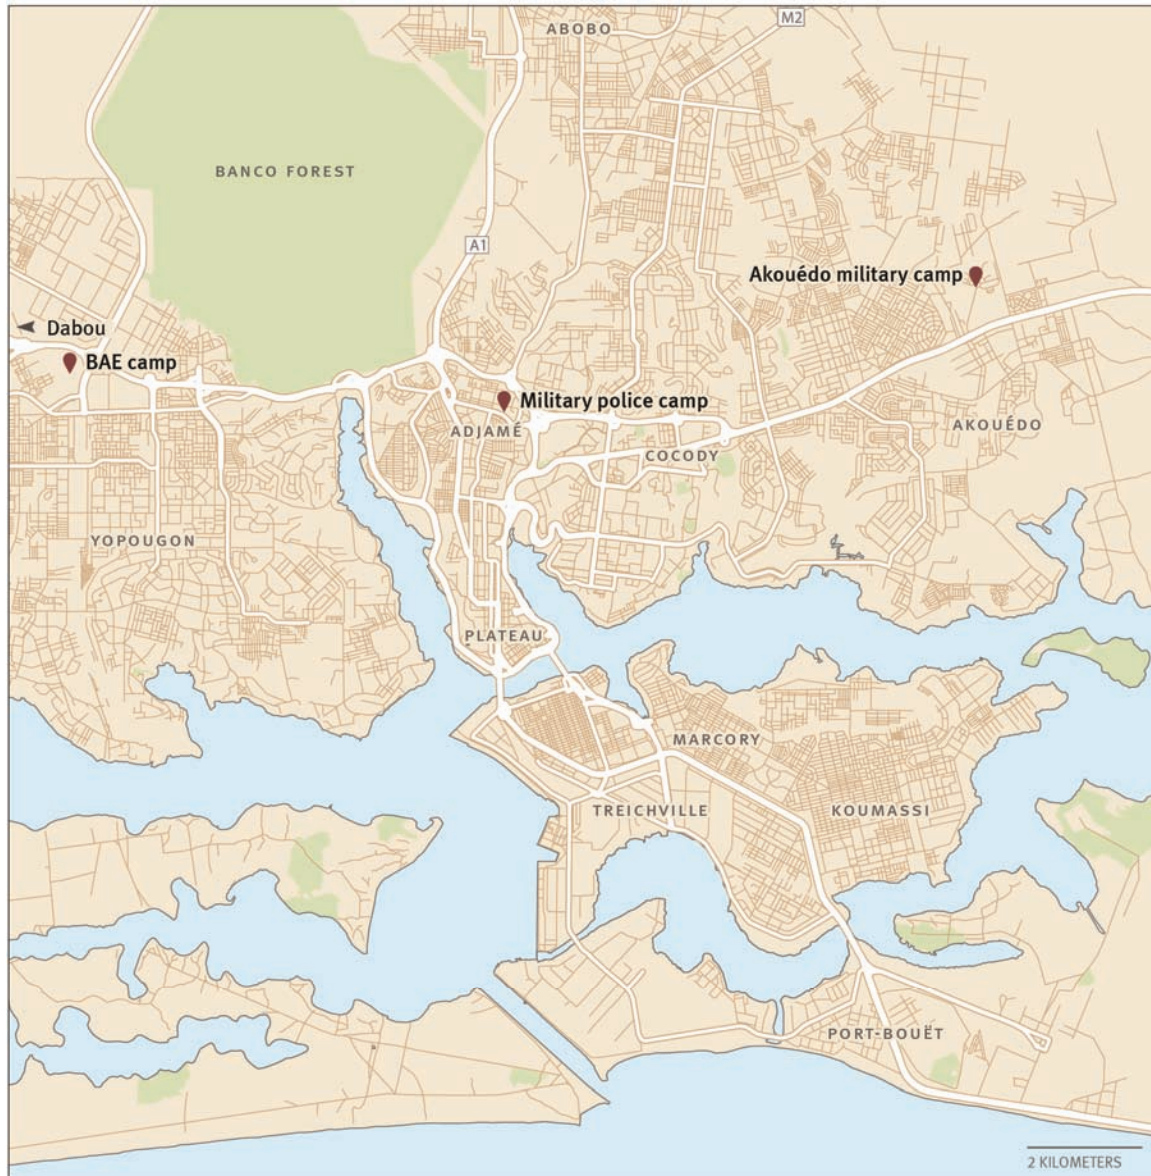 M2
ABOBO
BANCO FOREST
A1
Akouédo military camp
Dabou
BAE camp
Military police camp
ADJAMÉ
AKOUÉDO
COCODY
YOPOUGON
PLATEAU
MARCORY
TREICHVILLE
KOUMASSI
PORT-BOUËT
2 KILOMETERS